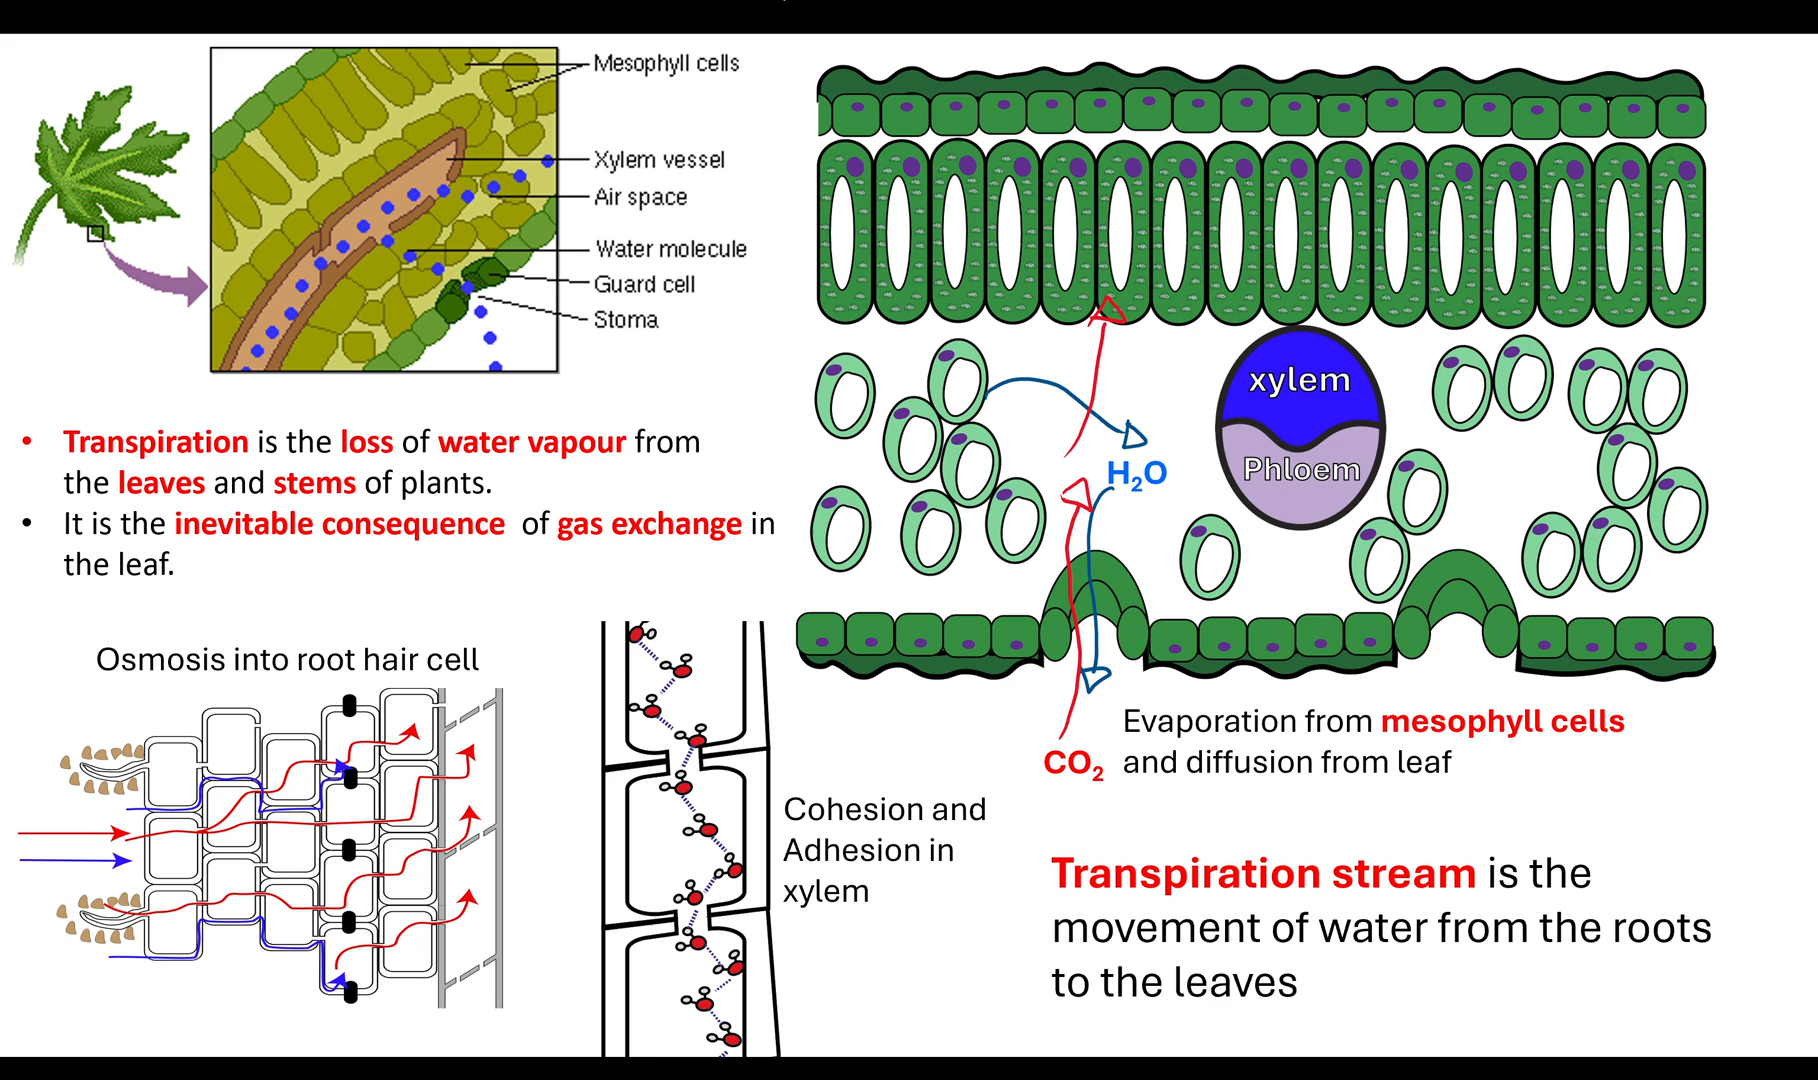 Mesophyll cells
Xylem vessel
Air space
Water molecule
Guard cell
Stoma
• Transpiration is the loss of water vapour from
the leaves and stems of plants.
• It is the inevitable consequence of gas exchange in
the leaf.
xylem
Phloem
H₂O
CO₂
Evaporation from mesophyll cells
and diffusion from leaf
Osmosis into root hair cell
Cohesion and
Adhesion in
xylem
Transpiration stream is the
movement of water from the roots
to the leaves